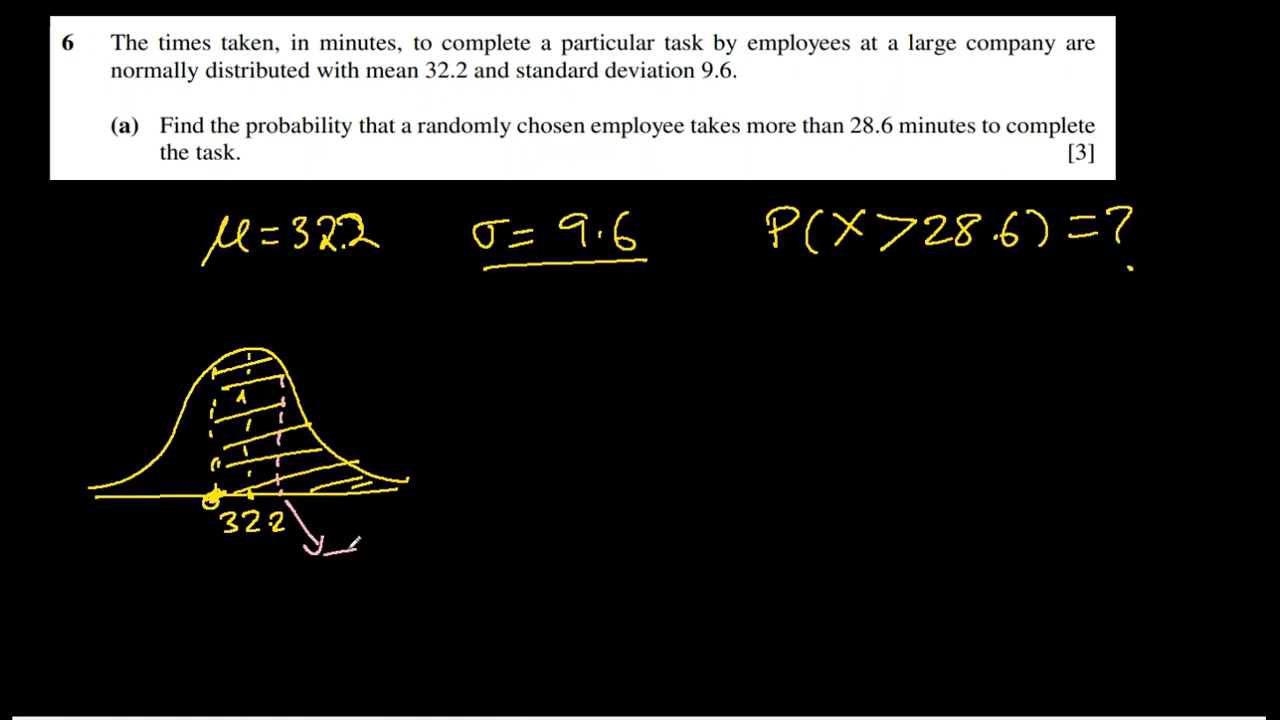 6 The times taken, in minutes, to complete a particular task by employees at a large company are
normally distributed with mean 32.2 and standard deviation 9.6.
(a) Find the probability that a randomly chosen employee takes more than 28.6 minutes to complete
the task. [3]
μ = 32.2 σ = 9.6 P(X > 28.6) = ?
32.2